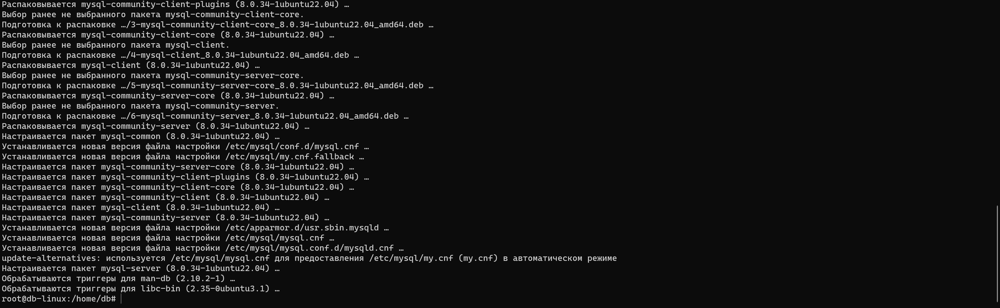 Распаковывается mysql-community-client-plugins (8.0.34-1ubuntu22.04) …
Выбор ранее не выбранного пакета mysql-community-client-core.
Подготовка к распаковке …/3-mysql-community-client-core_8.0.34-1ubuntu22.04_amd64.deb …
Распаковывается mysql-community-client-core (8.0.34-1ubuntu22.04) …
Выбор ранее не выбранного пакета mysql-client.
Подготовка к распаковке …/4-mysql-client_8.0.34-1ubuntu22.04_amd64.deb …
Распаковывается mysql-client (8.0.34-1ubuntu22.04) …
Выбор ранее не выбранного пакета mysql-community-server-core.
Подготовка к распаковке …/5-mysql-community-server-core_8.0.34-1ubuntu22.04_amd64.deb …
Распаковывается mysql-community-server-core (8.0.34-1ubuntu22.04) …
Выбор ранее не выбранного пакета mysql-community-server.
Подготовка к распаковке …/6-mysql-community-server_8.0.34-1ubuntu22.04_amd64.deb …
Распаковывается mysql-community-server (8.0.34-1ubuntu22.04) …
Настраивается пакет mysql-common (8.0.34-1ubuntu22.04) …
Устанавливается новая версия файла настройки /etc/mysql/conf.d/mysql.cnf …
Устанавливается новая версия файла настройки /etc/mysql/my.cnf.fallback …
Настраивается пакет mysql-community-server-core (8.0.34-1ubuntu22.04) …
Настраивается пакет mysql-community-client-plugins (8.0.34-1ubuntu22.04) …
Настраивается пакет mysql-community-client-core (8.0.34-1ubuntu22.04) …
Настраивается пакет mysql-community-client (8.0.34-1ubuntu22.04) …
Настраивается пакет mysql-client (8.0.34-1ubuntu22.04) …
Настраивается пакет mysql-community-server (8.0.34-1ubuntu22.04) …
Устанавливается новая версия файла настройки /etc/apparmor.d/usr.sbin.mysqld …
Устанавливается новая версия файла настройки /etc/mysql/mysql.cnf …
Устанавливается новая версия файла настройки /etc/mysql/mysql.conf.d/mysqld.cnf …
update-alternatives: используется /etc/mysql/mysql.cnf для предоставления /etc/mysql/my.cnf (my.cnf) в автоматическом режиме
Настраивается пакет mysql-server (8.0.34-1ubuntu22.04) …
Обрабатываются триггеры для man-db (2.10.2-1) …
Обрабатываются триггеры для libc-bin (2.35-0ubuntu3.1) …
root@db-linux:/home/db#